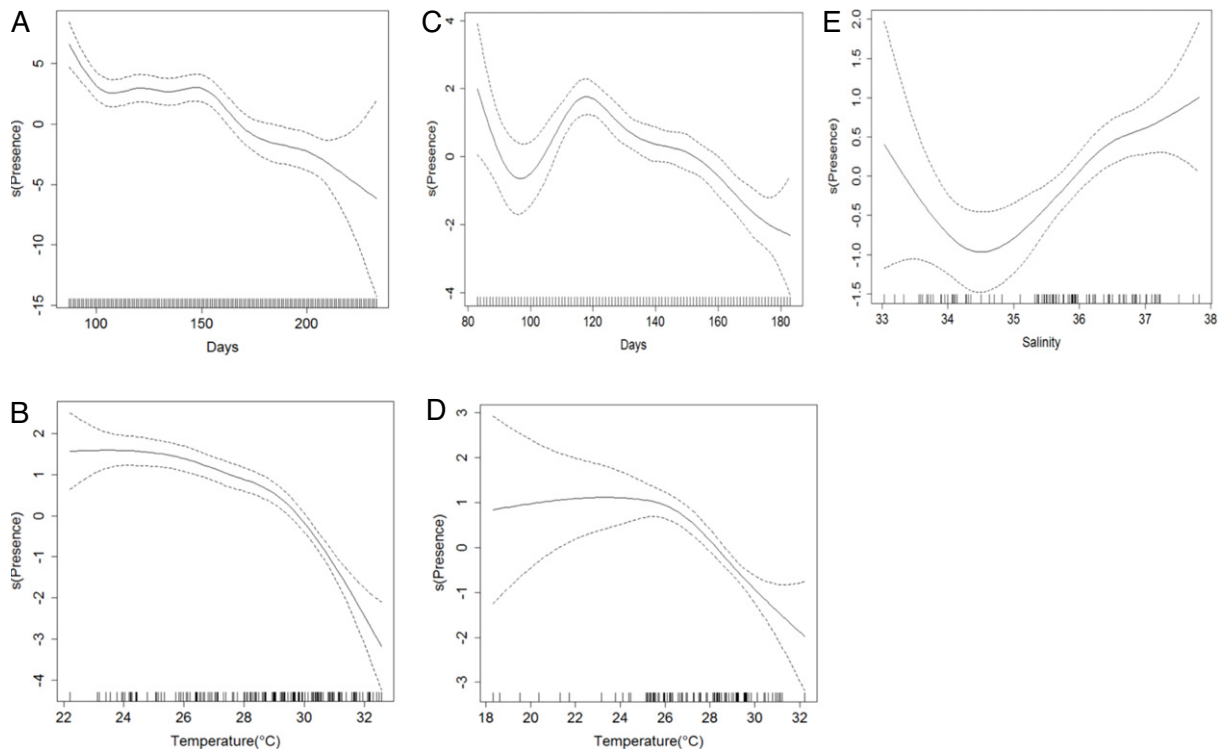 A
s(Presence)
5
0
-5
-10
-15
100 150 200
Days
C
s(Presence)
4
2
0
-2
-4
80 100 120 140 160 180
Days
E
s(Presence)
2.0
1.5
1.0
0.5
0.0
-0.5
-1.0
-1.5
33 34 35 36 37 38
Salinity
B
s(Presence)
2
1
0
-1
-2
-3
-4
22 24 26 28 30 32
Temperature(°C)
D
s(Presence)
3
2
1
0
-1
-2
-3
18 20 22 24 26 28 30 32
Temperature(°C)